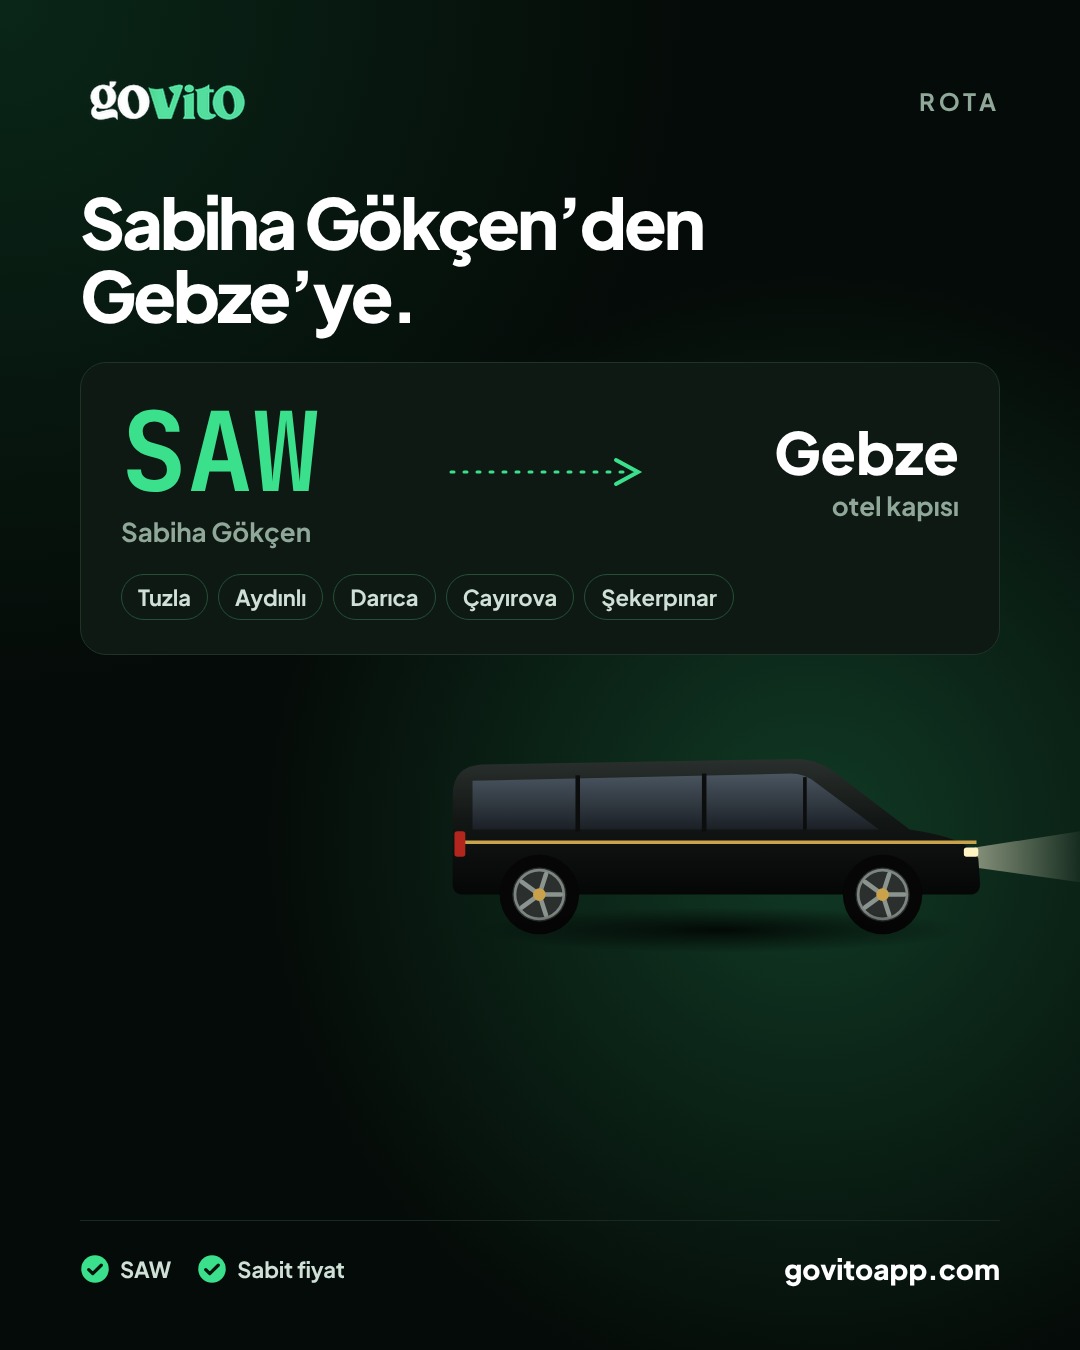 govito
ROTA
Sabiha Gökçen’den
Gebze’ye.
SAW
Gebze
otel kapısı
Sabiha Gökçen
Tuzla Aydınlı Darıca Çayırova Şekerpınar
SAW Sabit fiyat
govitoapp.com